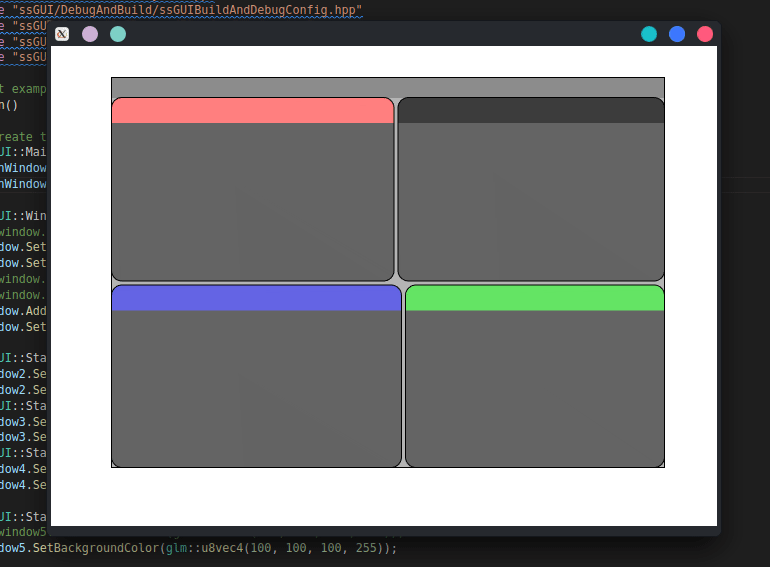 e "ssGUI/DebugAndBuild/ssGUIBuildAndDebugConfig.hpp"
e "ssGU
e "ssGU
e "ssGU
t examp
n()
reate t
UI::Mai
nWindow
nWindow
UI::Win
window.
dow.Set
dow.Set
window.
window.
dow.Add
dow.Set
UI::Sta
dow2.Se
dow2.Se
UI::Sta
dow3.Se
dow3.Se
UI::Sta
dow4.Se
dow4.Se
UI::Sta
window5
dow5.SetBackgroundColor(glm::u8vec4(100, 100, 100, 255));